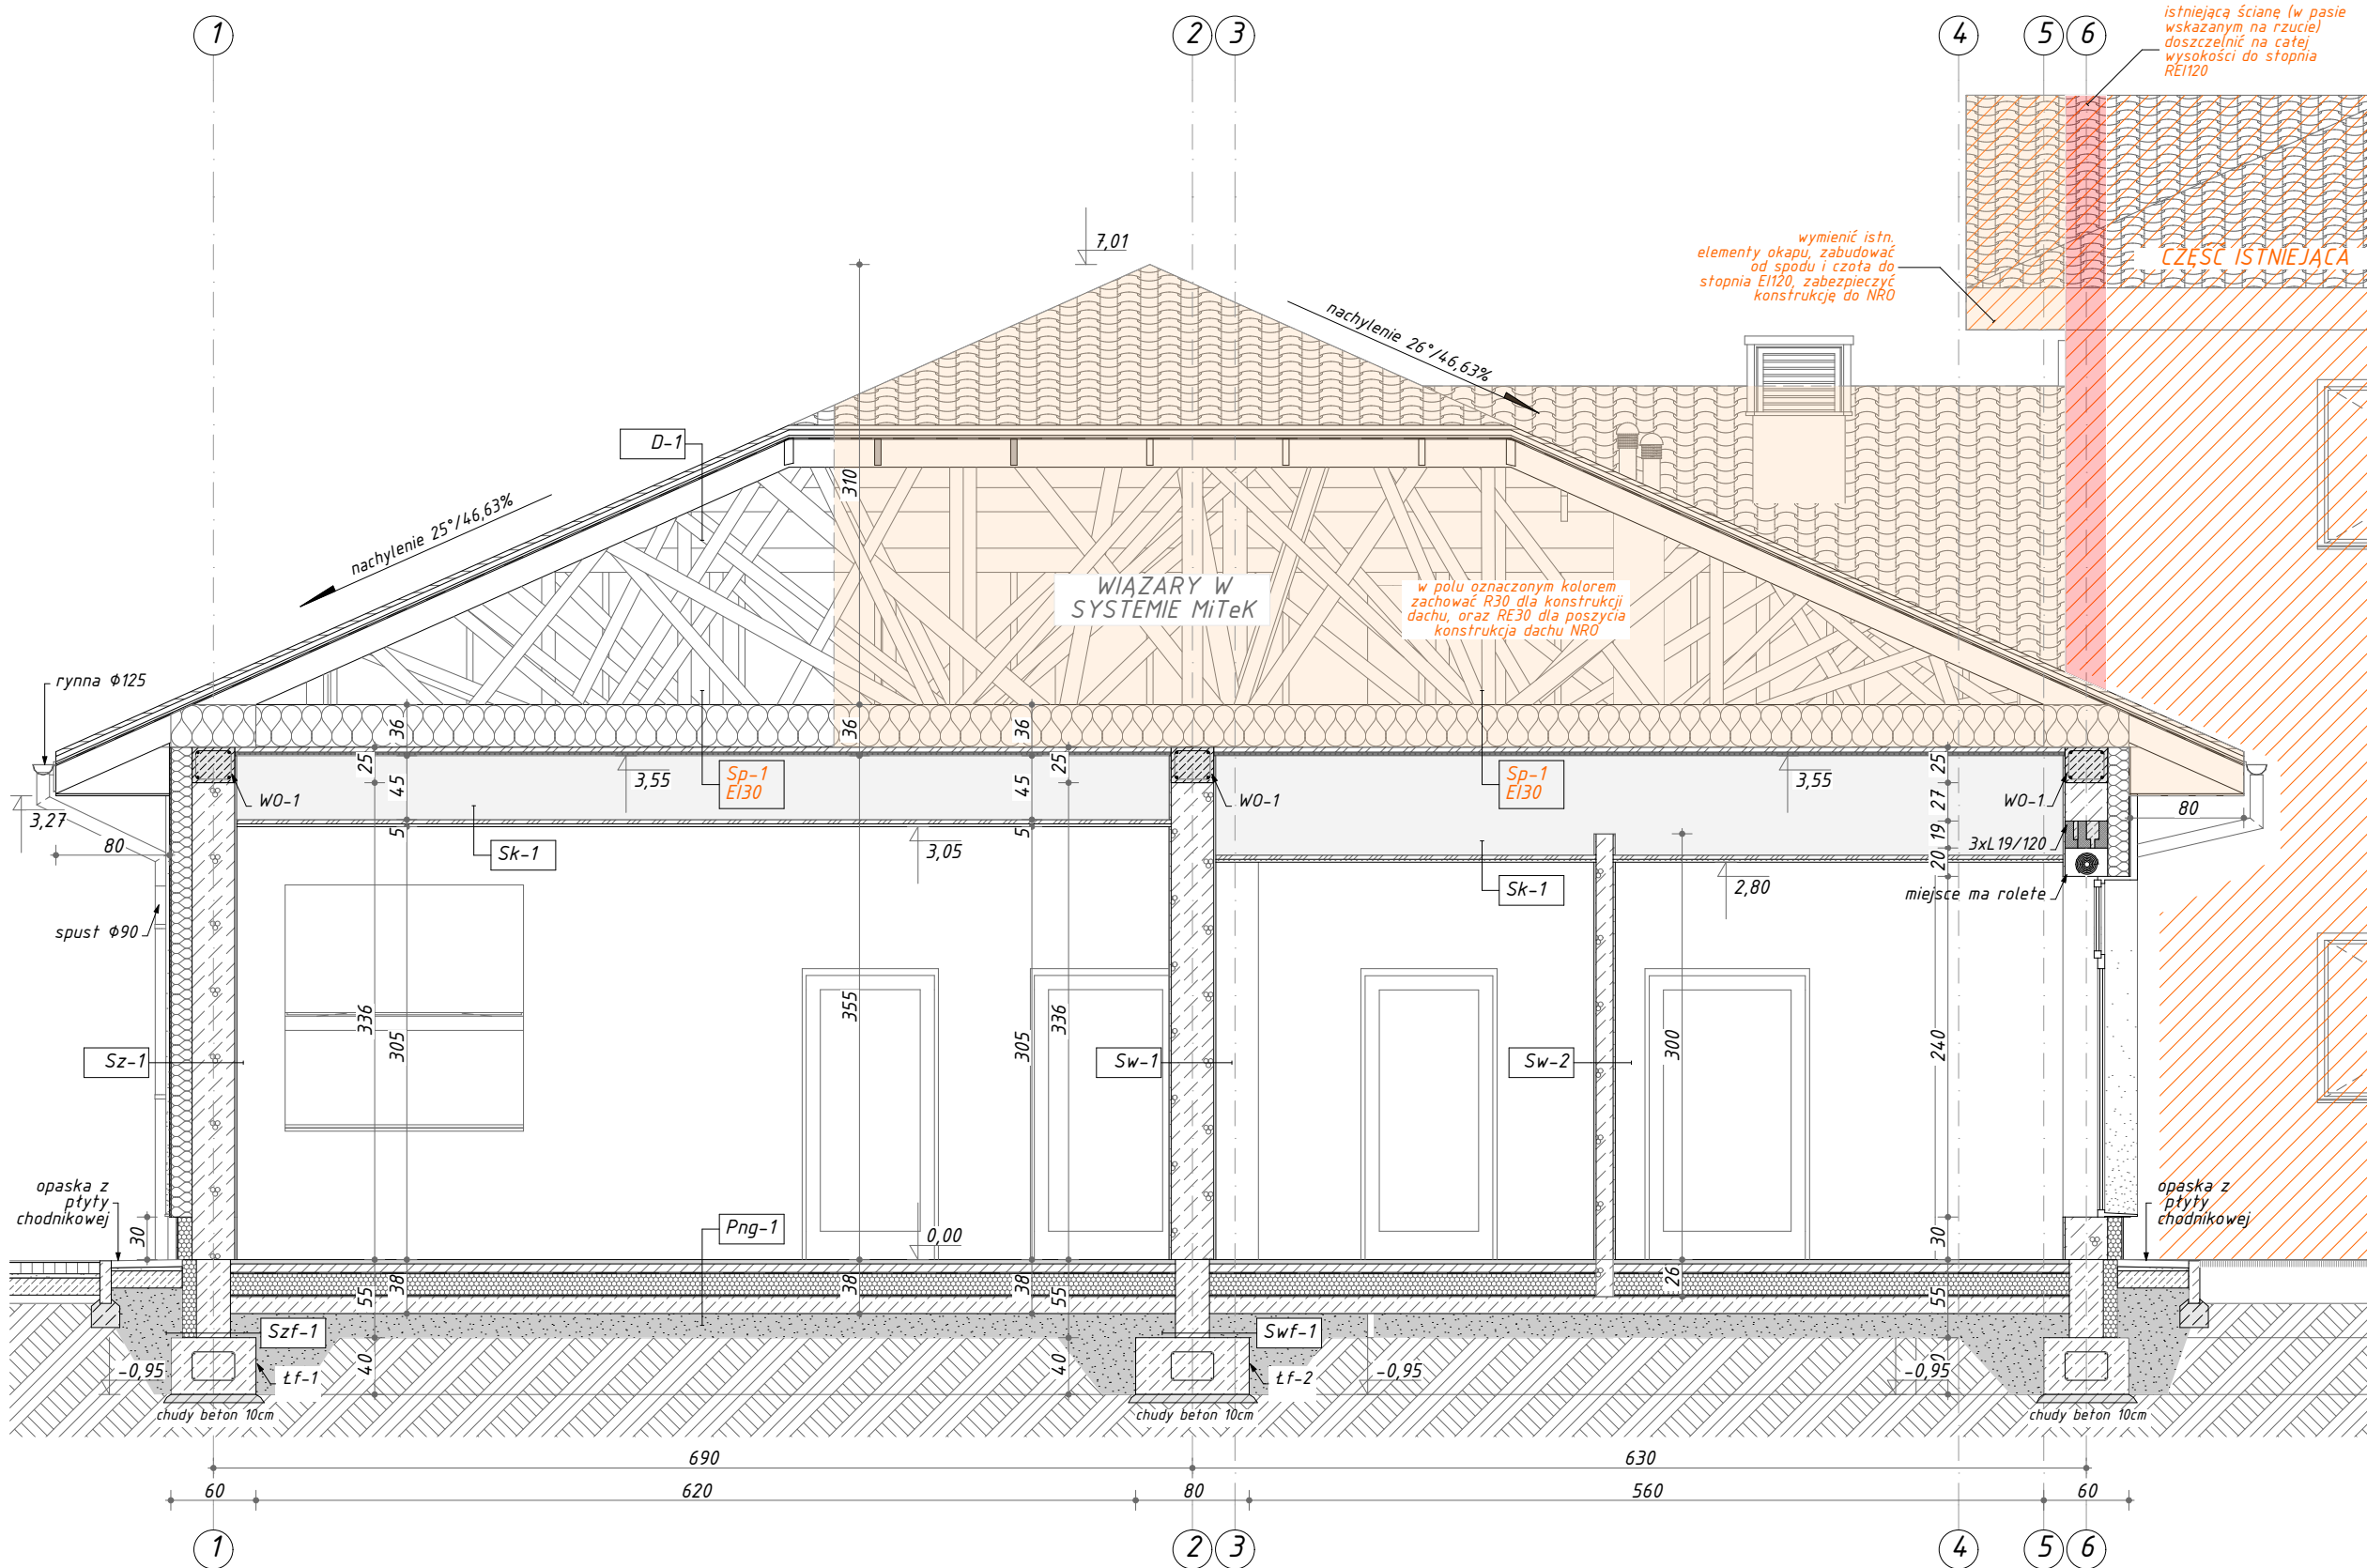 1
2
3
4
5
6
istniejącą ścianę (w pasie
wskazanym na rzucie)
doszczelnić na całej
wysokości do stopnia
REI120
7,01
wymienić istn.
elementy okapu, zabudować
od spodu i czoła do
stopnia EI120, zabezpieczyć
konstrukcję do NRO
CZĘŚĆ ISTNIEJĄCA
nachylenie 26°/46,63%
D-1
310
nachylenie 25°/46,63%
WIĄZARY W
SYSTEMIE MiTeK
w polu oznaczonym kolorem
zachować R30 dla konstrukcji
dachu, oraz RE30 dla poszycia
konstrukcja dachu NRO
rynna Φ125
36
36
36
25
45
5
3,55
Sp-1
EI30
45
5
25
Sp-1
EI30
3,55
25
27
19
20
WO-1
WO-1
WO-1
3,27
80
80
Sk-1
3,05
Sk-1
2,80
3xL19/120
miejsce ma rolete
spust Φ90
336
305
355
305
336
300
240
Sz-1
Sw-1
Sw-2
opaska z
płyty
chodnikowej
30
Png-1
0,00
30
opaska z
płyty
chodnikowej
55
38
38
38
55
26
55
Szf-1
Swf-1
-0,95
40
Łf-1
40
Łf-2
-0,95
-0,95
chudy beton 10cm
chudy beton 10cm
chudy beton 10cm
690
630
60
620
80
560
60
1
2
3
4
5
6